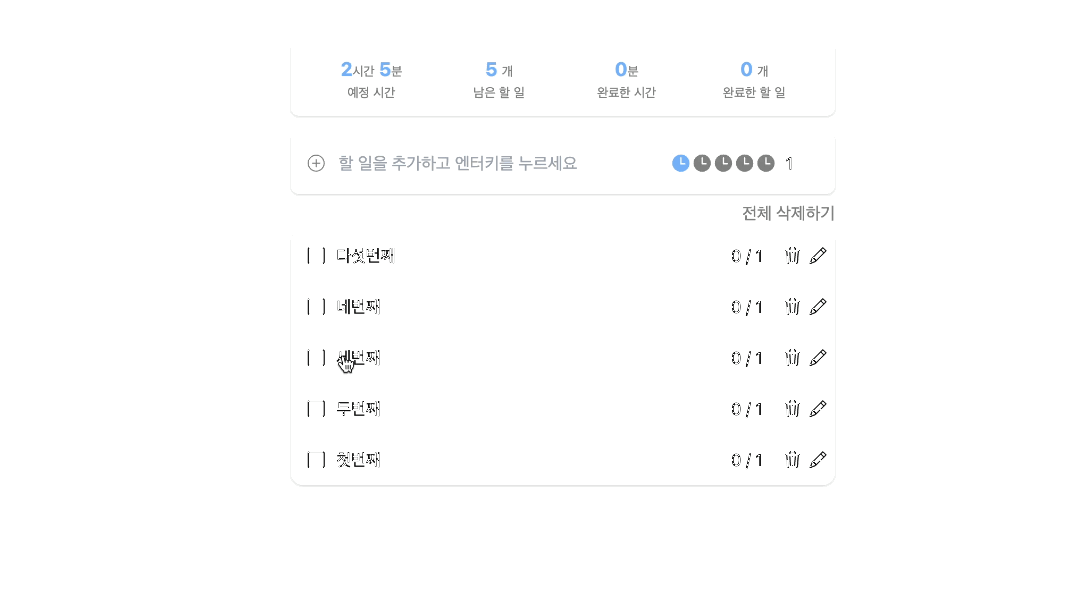 2시간 5분 5 개 0분 0 개
예정 시간 남은 할 일 완료한 시간 완료한 할 일
할 일을 추가하고 엔터키를 누르세요 1
전체 삭제하기
다섯번째 0 / 1
네번째 0 / 1
세번째 0 / 1
두번째 0 / 1
첫번째 0 / 1